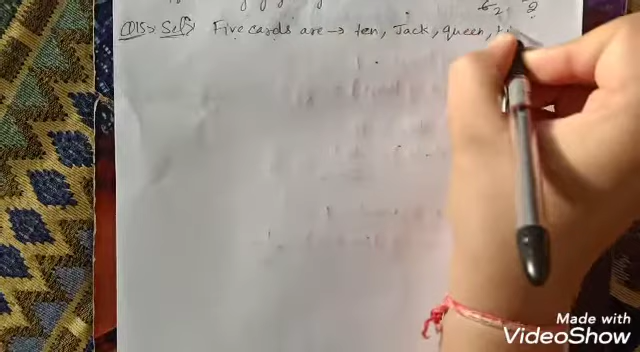 Q15> Sol> Five cards are → ten, Jack, queen,
Made with
VideoShow